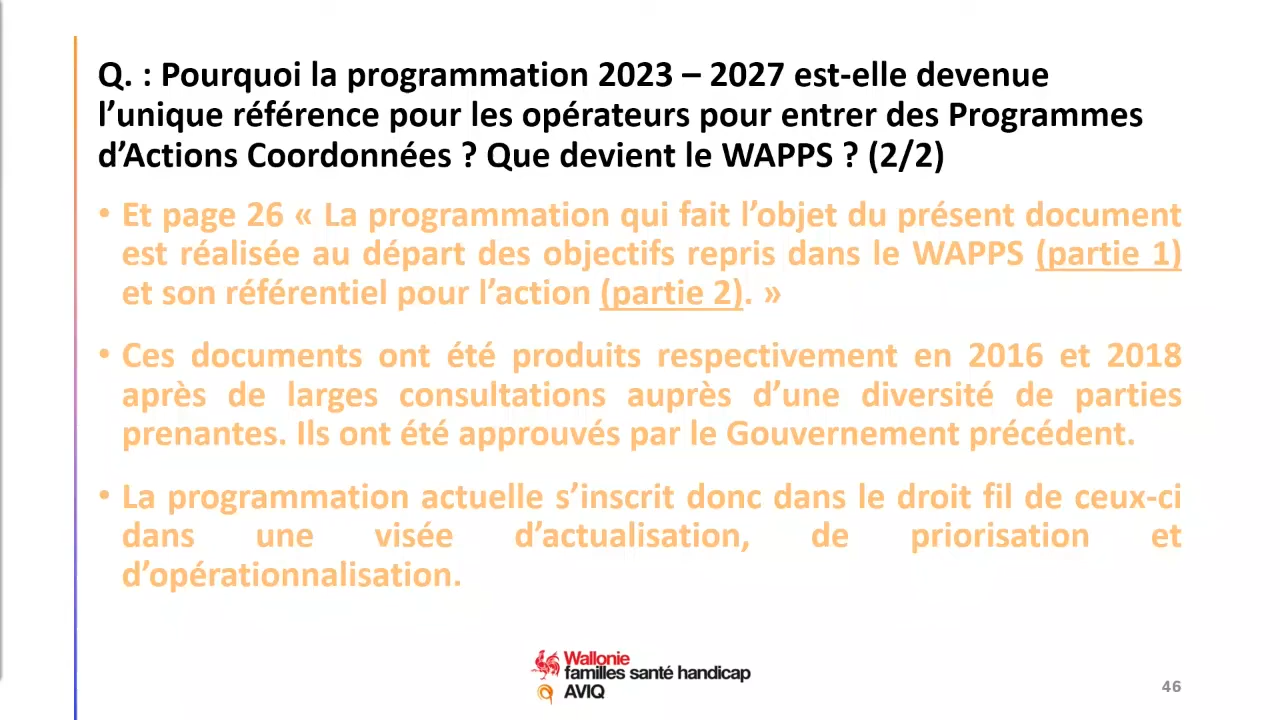 Q. : Pourquoi la programmation 2023 – 2027 est-elle devenue
l’unique référence pour les opérateurs pour entrer des Programmes
d’Actions Coordonnées ? Que devient le WAPPS ? (2/2)
• Et page 26 « La programmation qui fait l’objet du présent document
est réalisée au départ des objectifs repris dans le WAPPS (partie 1)
et son référentiel pour l’action (partie 2). »
• Ces documents ont été produits respectivement en 2016 et 2018
après de larges consultations auprès d’une diversité de parties
prenantes. Ils ont été approuvés par le Gouvernement précédent.
• La programmation actuelle s’inscrit donc dans le droit fil de ceux-ci
dans une visée d’actualisation, de priorisation et
d’opérationnalisation.
Wallonie
familles santé handicap
AVIQ
46